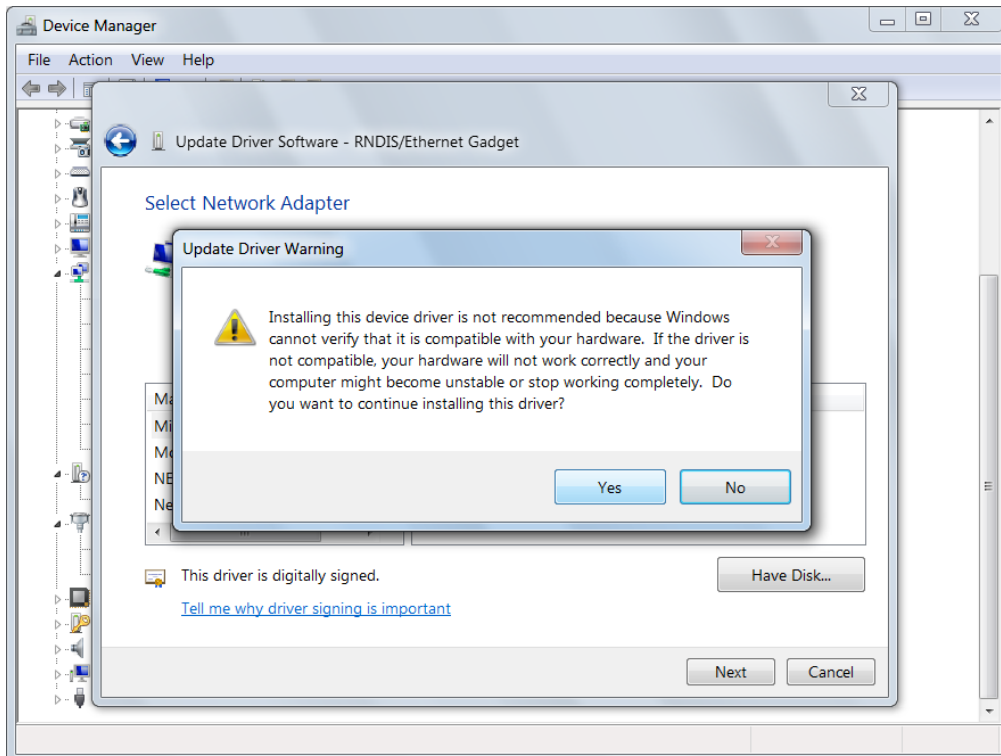 Device Manager
File Action View Help
Update Driver Software - RNDIS/Ethernet Gadget
Select Network Adapter
Update Driver Warning
Installing this device driver is not recommended because Windows
cannot verify that it is compatible with your hardware. If the driver is
not compatible, your hardware will not work correctly and your
computer might become unstable or stop working completely. Do
you want to continue installing this driver?
Yes No
This driver is digitally signed.
Have Disk...
Tell me why driver signing is important
Next Cancel